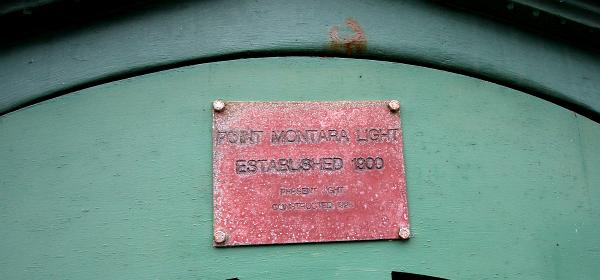 POINT MONTARA LIGHT
ESTABLISHED 1900
PRESENT LIGHT
CONSTRUCTED